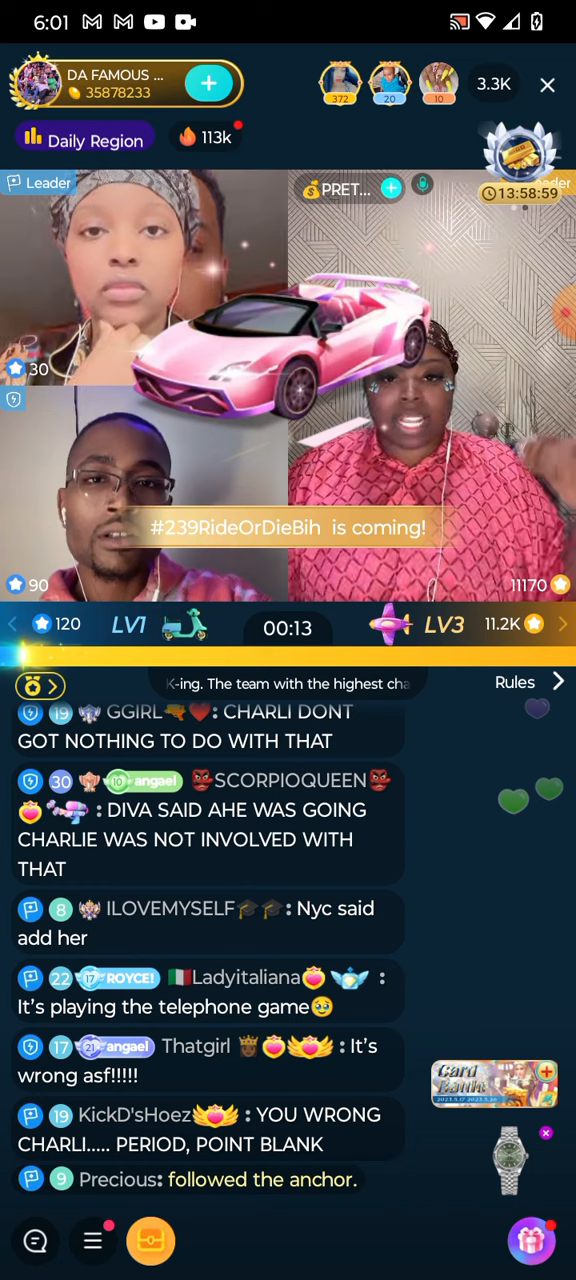 6:01
DA FAMOUS ...
35878233
372
20
10
3.3K
Daily Region
113k
13:58:59
Leader
PRET...
30
#239RideOrDieBih is coming!
90
11170
120
LV1
00:13
LV3
11.2K
K-ing. The team with the highest cha
Rules
19 GGIRL: CHARLI DONT
GOT NOTHING TO DO WITH THAT
30 10 angael SCORPIOQUEEN
: DIVA SAID AHE WAS GOING
CHARLIE WAS NOT INVOLVED WITH
THAT
8 ILOVEMYSELF: Nyc said
add her
22 17 ROYCE! Ladyitaliana :
It's playing the telephone game
17 21 angael Thatgirl : It's
wrong asf!!!!!
19 KickD'sHoez : YOU WRONG
CHARLI..... PERIOD, POINT BLANK
9 Precious: followed the anchor.
Card
Battle